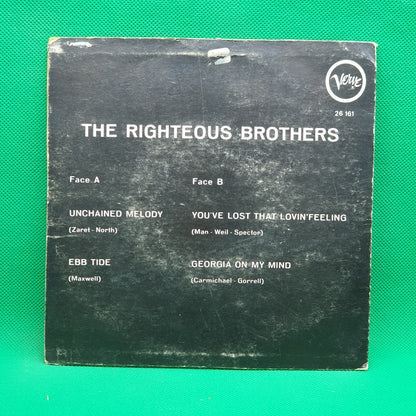 Verve
26 161
THE RIGHTEOUS BROTHERS
Face A
Face B
UNCHAINED MELODY
(Zaret - North)
YOU'VE LOST THAT LOVIN'FEELING
(Man - Weil - Spector)
EBB TIDE
(Maxwell)
GEORGIA ON MY MIND
(Carmichael - Gorrell)